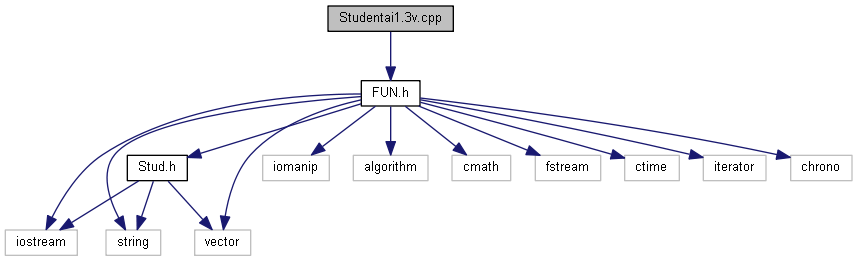 Studentai1.3v.cpp
FUN.h
Stud.h
iomanip
algorithm
cmath
fstream
ctime
iterator
chrono
iostream
string
vector